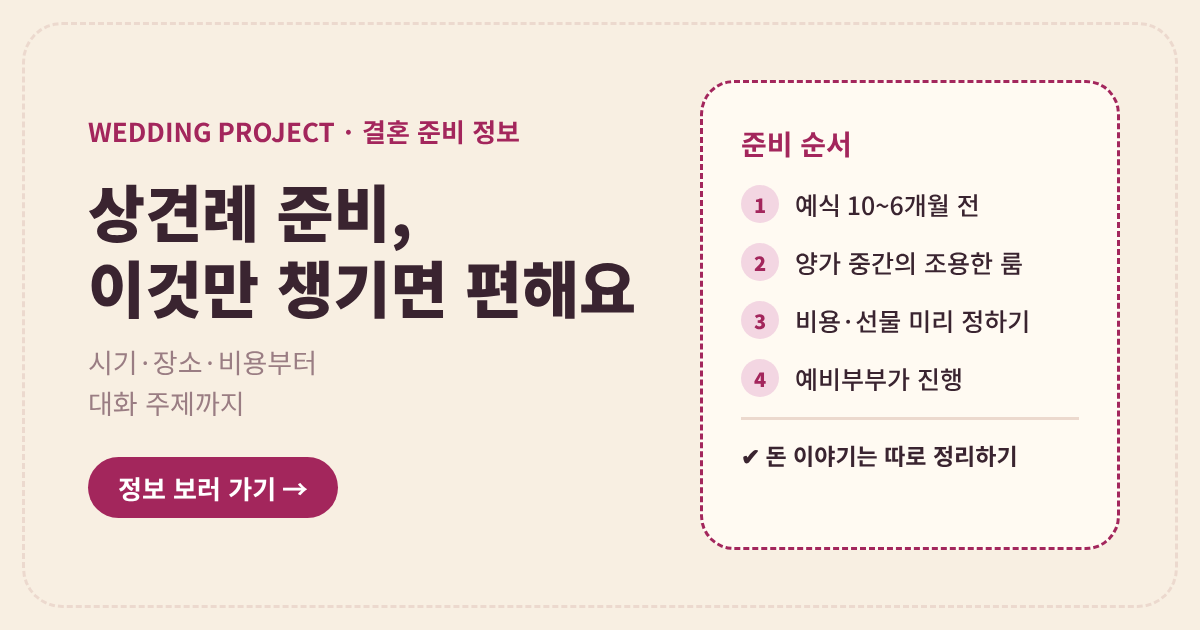 WEDDING PROJECT · 결혼 준비 정보
상견례 준비,
이것만 챙기면 편해요
시기·장소·비용부터
대화 주제까지
정보 보러 가기 →
준비 순서
1 예식 10~6개월 전
2 양가 중간의 조용한 룸
3 비용·선물 미리 정하기
4 예비부부가 진행
✔ 돈 이야기는 따로 정리하기